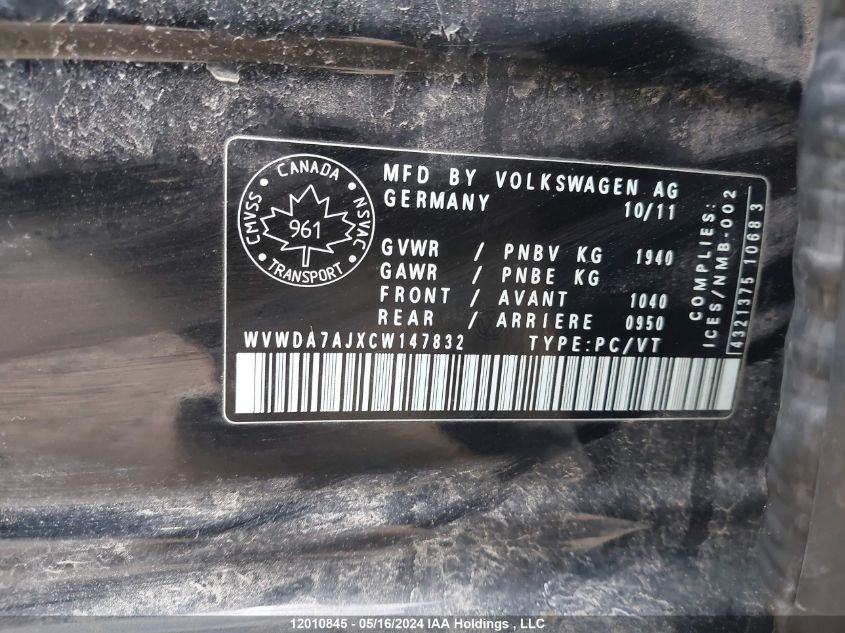 CANADA
CMVSS
NSVAC
961
TRANSPORT
MFD BY VOLKSWAGEN AG
GERMANY 10/11
GVWR / PNBV KG 1940
GAWR / PNBE KG
FRONT / AVANT 1040
REAR / ARRIERE 0950
WVWDA7AJXCW147832 TYPE:PC/VT
COMPLIES:
ICES/NMB-002
4321375 10683
12010845 - 05/16/2024 IAA Holdings , LLC